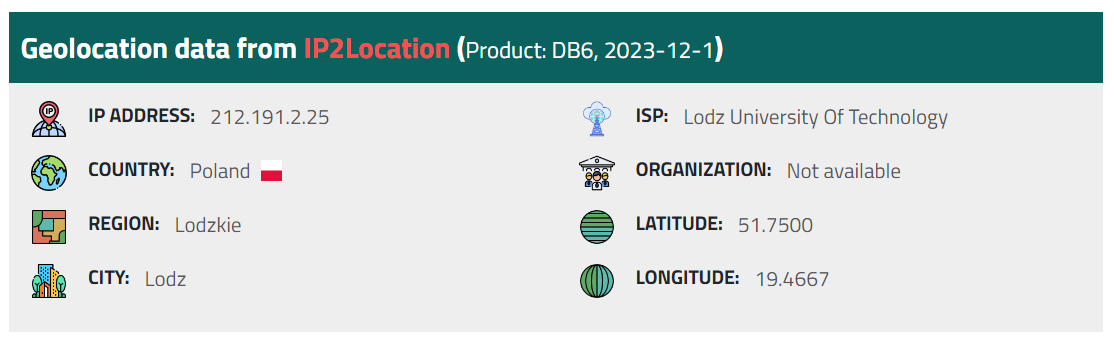 Geolocation data from IP2Location (Product: DB6, 2023-12-1)
IP
IP ADDRESS: 212.191.2.25
ISP: Lodz University Of Technology
COUNTRY: Poland
ORGANIZATION: Not available
REGION: Lodzkie
LATITUDE: 51.7500
CITY: Lodz
LONGITUDE: 19.4667